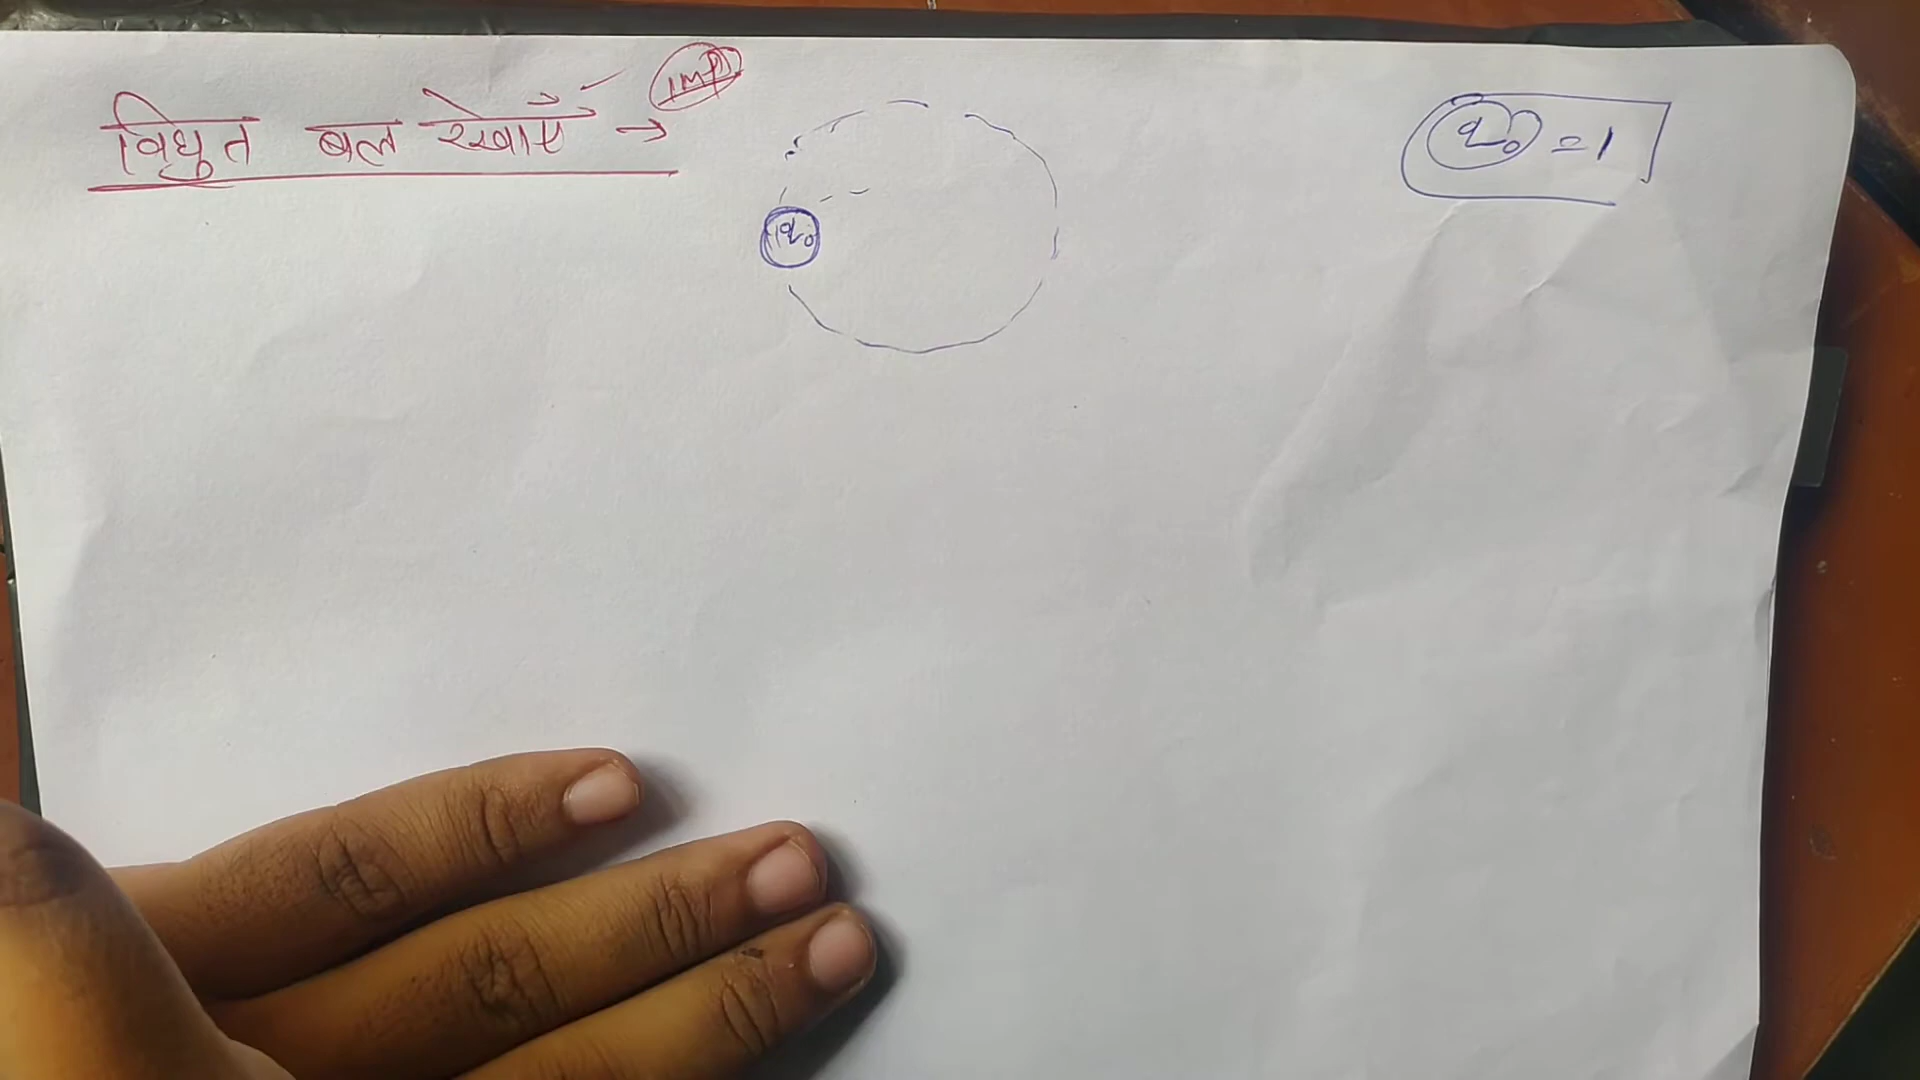 विधुत बल रेखाएँ → imp
q₀
q₀ = 1